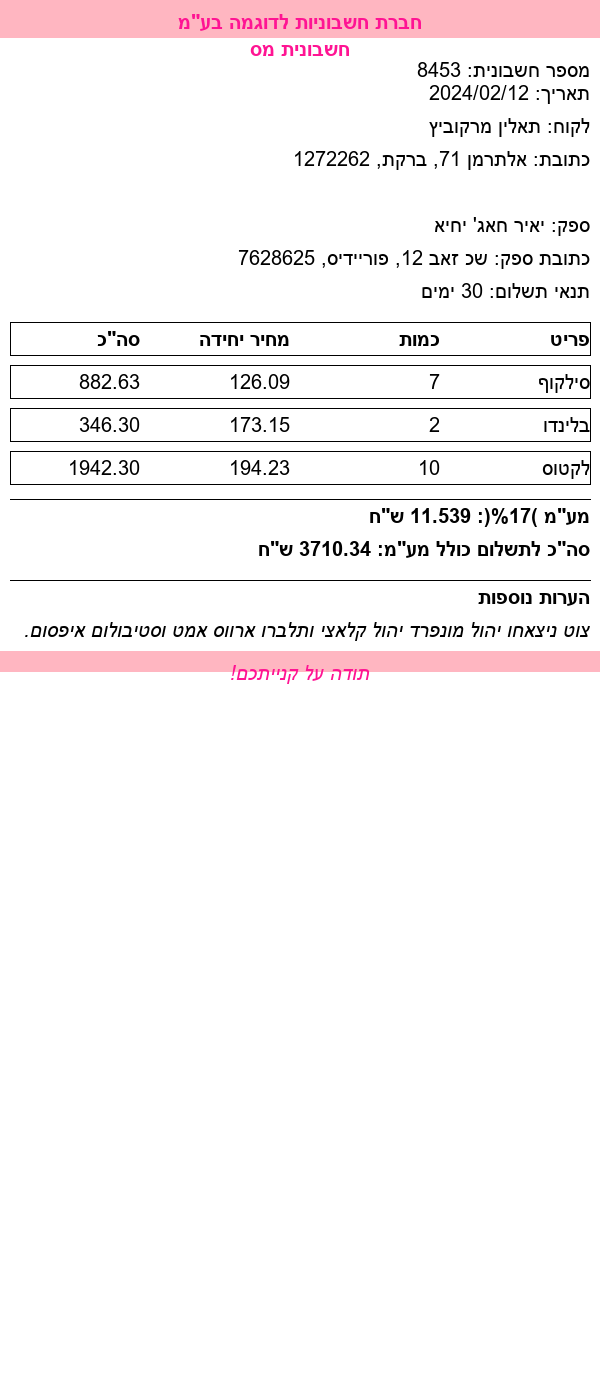 חברת חשבוניות לדוגמה בע"מ
חשבונית מס
מספר חשבונית: 8453
תאריך: 2024/02/12
לקוח: תאלין מרקוביץ
כתובת: אלתרמן 71, ברקת, 1272262
ספק: יאיר חאג' יחיא
כתובת ספק: שכ זאב 12, פוריידיס, 7628625
תנאי תשלום: 30 ימים
פריט כמות מחיר יחידה סה"כ
סילקוף 7 126.09 882.63
בלינדו 2 173.15 346.30
לקטוס 10 194.23 1942.30
מע"מ )17%(: 11.539 ש"ח
סה"כ לתשלום כולל מע"מ: 3710.34 ש"ח
הערות נוספות
צוט ניצאחו יהול מונפרד יהול קלאצי ותלברו ארווס אמט וסטיבולום איפסום.
תודה על קנייתכם!